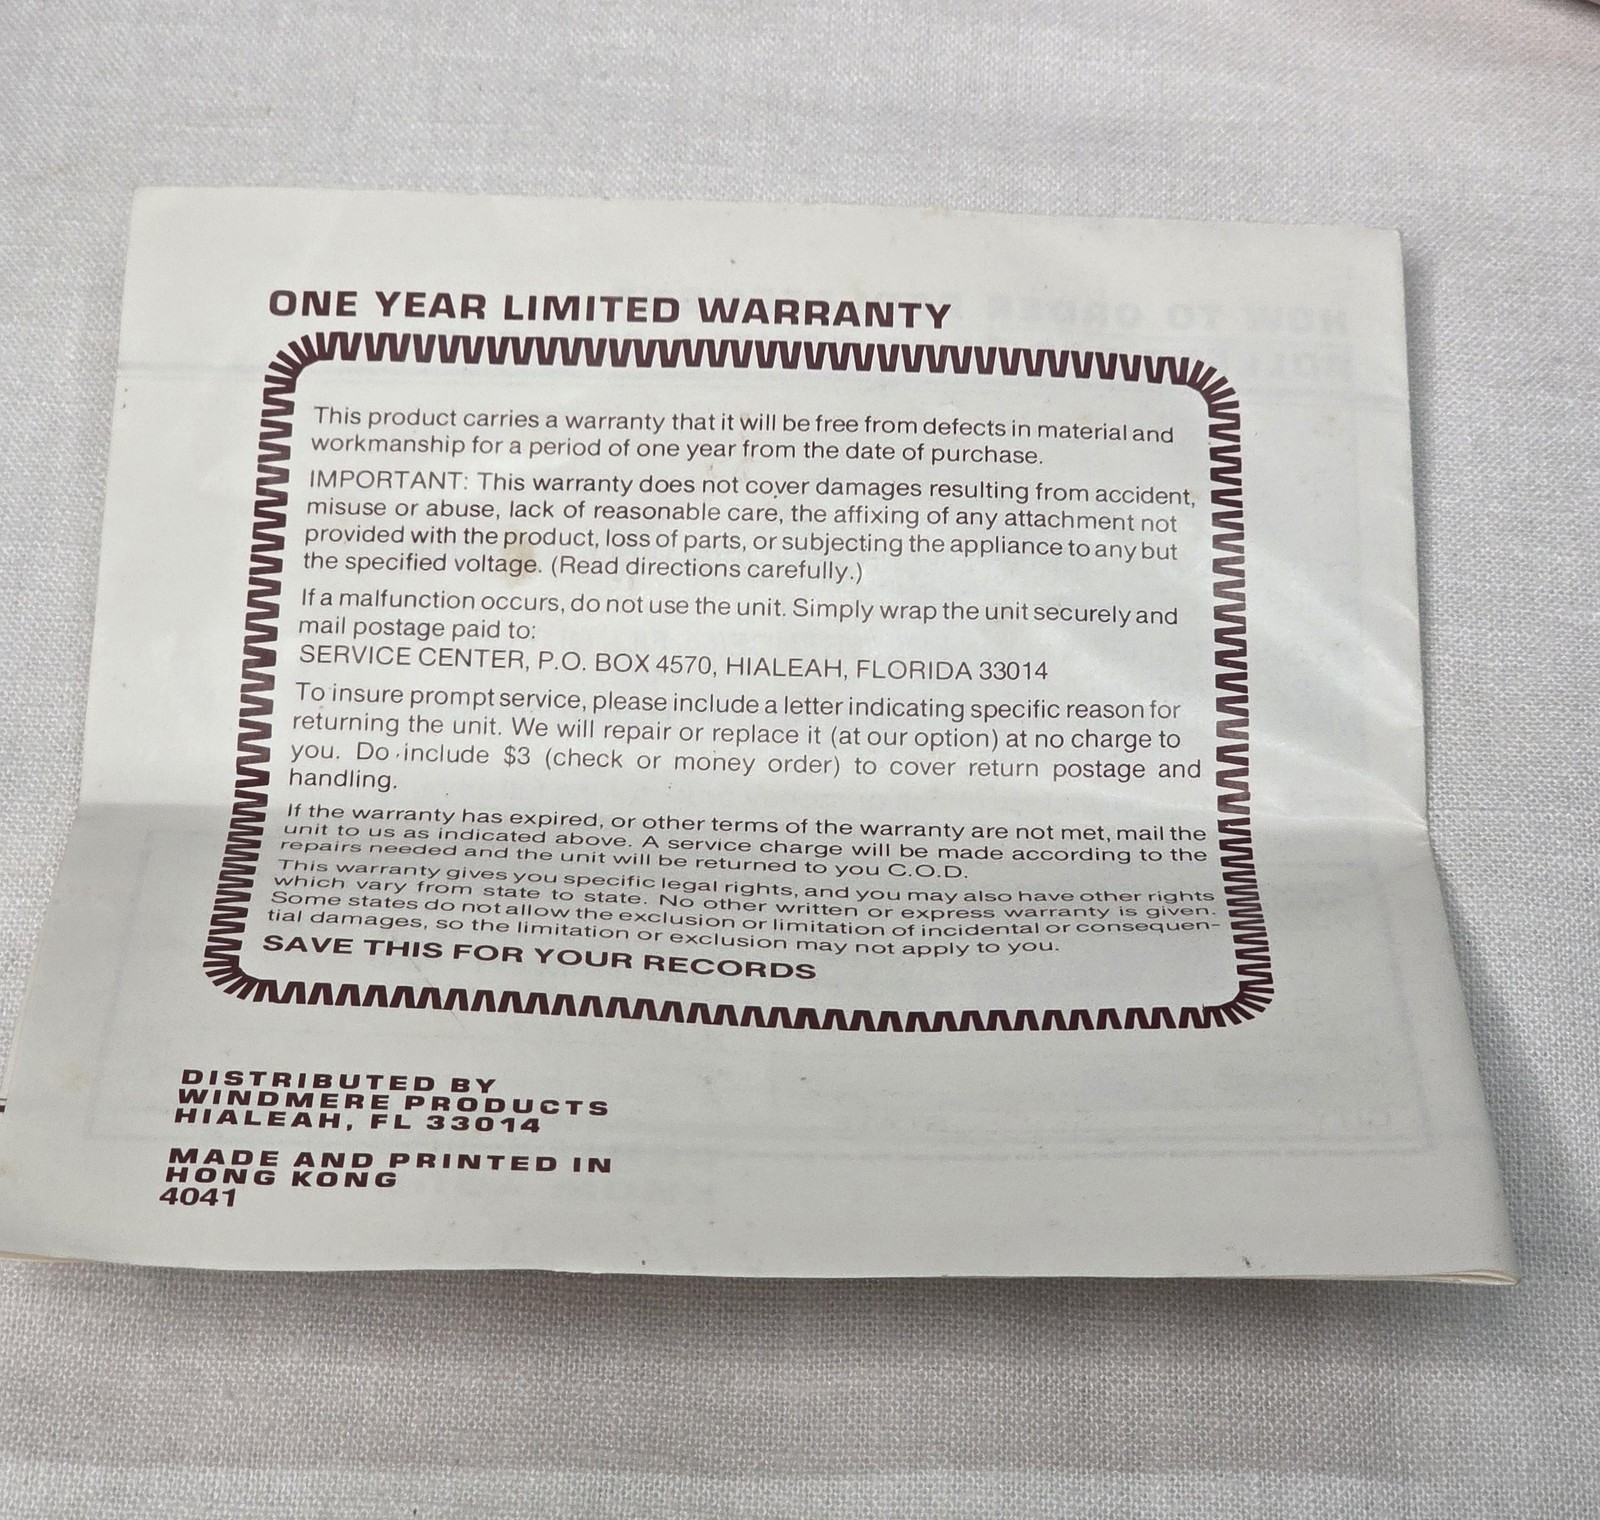 ONE YEAR LIMITED WARRANTY
This product carries a warranty that it will be free from defects in material and
workmanship for a period of one year from the date of purchase.
IMPORTANT: This warranty does not cover damages resulting from accident,
misuse or abuse, lack of reasonable care, the affixing of any attachment not
provided with the product, loss of parts, or subjecting the appliance to any but
the specified voltage. (Read directions carefully.)
If a malfunction occurs, do not use the unit. Simply wrap the unit securely and
mail postage paid to:
SERVICE CENTER, P.O. BOX 4570, HIALEAH, FLORIDA 33014
To insure prompt service, please include a letter indicating specific reason for
returning the unit. We will repair or replace it (at our option) at no charge to
you. Do include $3 (check or money order) to cover return postage and
handling.
If the warranty has expired, or other terms of the warranty are not met, mail the
unit to us as indicated above. A service charge will be made according to the
repairs needed and the unit will be returned to you C.O.D.
This warranty gives you specific legal rights, and you may also have other rights
which vary from state to state. No other written or express warranty is given.
Some states do not allow the exclusion or limitation of incidental or consequen-
tial damages, so the limitation or exclusion may not apply to you.
SAVE THIS FOR YOUR RECORDS
DISTRIBUTED BY
WINDMERE PRODUCTS
HIALEAH, FL 33014
MADE AND PRINTED IN
HONG KONG
4041